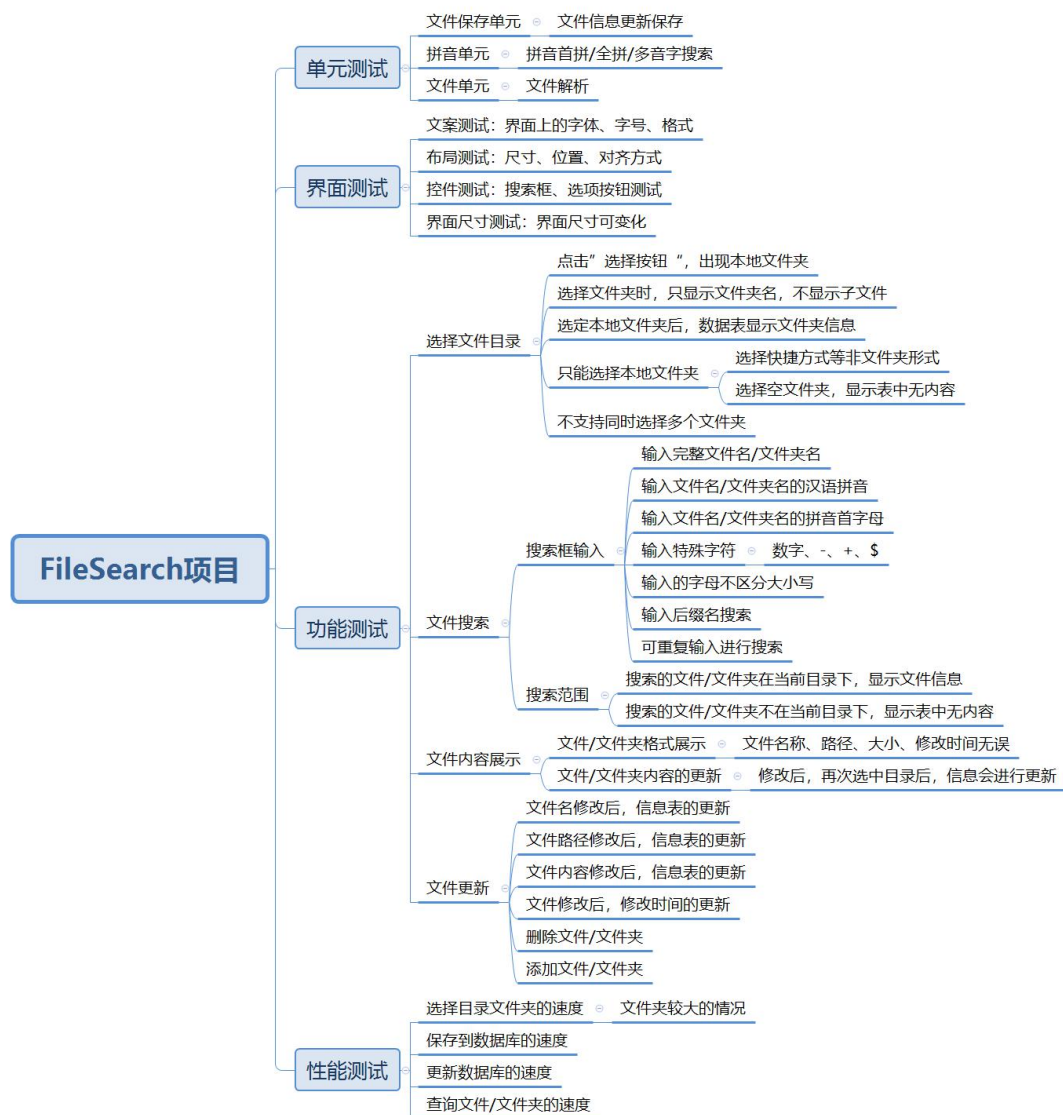 FileSearch项目
单元测试
文件保存单元
文件信息更新保存
拼音单元
拼音首拼/全拼/多音字搜索
文件单元
文件解析
界面测试
文案测试：界面上的字体、字号、格式
布局测试：尺寸、位置、对齐方式
控件测试：搜索框、选项按钮测试
界面尺寸测试：界面尺寸可变化
功能测试
选择文件目录
点击”选择按钮“，出现本地文件夹
选择文件夹时，只显示文件夹名，不显示子文件
选定本地文件夹后，数据表显示文件夹信息
只能选择本地文件夹
选择快捷方式等非文件夹形式
选择空文件夹，显示表中无内容
不支持同时选择多个文件夹
文件搜索
搜索框输入
输入完整文件名/文件夹名
输入文件名/文件夹名的汉语拼音
输入文件名/文件夹名的拼音首字母
输入特殊字符
数字、-、+、$
输入的字母不区分大小写
输入后缀名搜索
可重复输入进行搜索
搜索范围
搜索的文件/文件夹在当前目录下，显示文件信息
搜索的文件/文件夹不在当前目录下，显示表中无内容
文件内容展示
文件/文件夹格式展示
文件名称、路径、大小、修改时间无误
文件/文件夹内容的更新
修改后，再次选中目录后，信息会进行更新
文件更新
文件名修改后，信息表的更新
文件路径修改后，信息表的更新
文件内容修改后，信息表的更新
文件修改后，修改时间的更新
删除文件/文件夹
添加文件/文件夹
性能测试
选择目录文件夹的速度
文件夹较大的情况
保存到数据库的速度
更新数据库的速度
查询文件/文件夹的速度